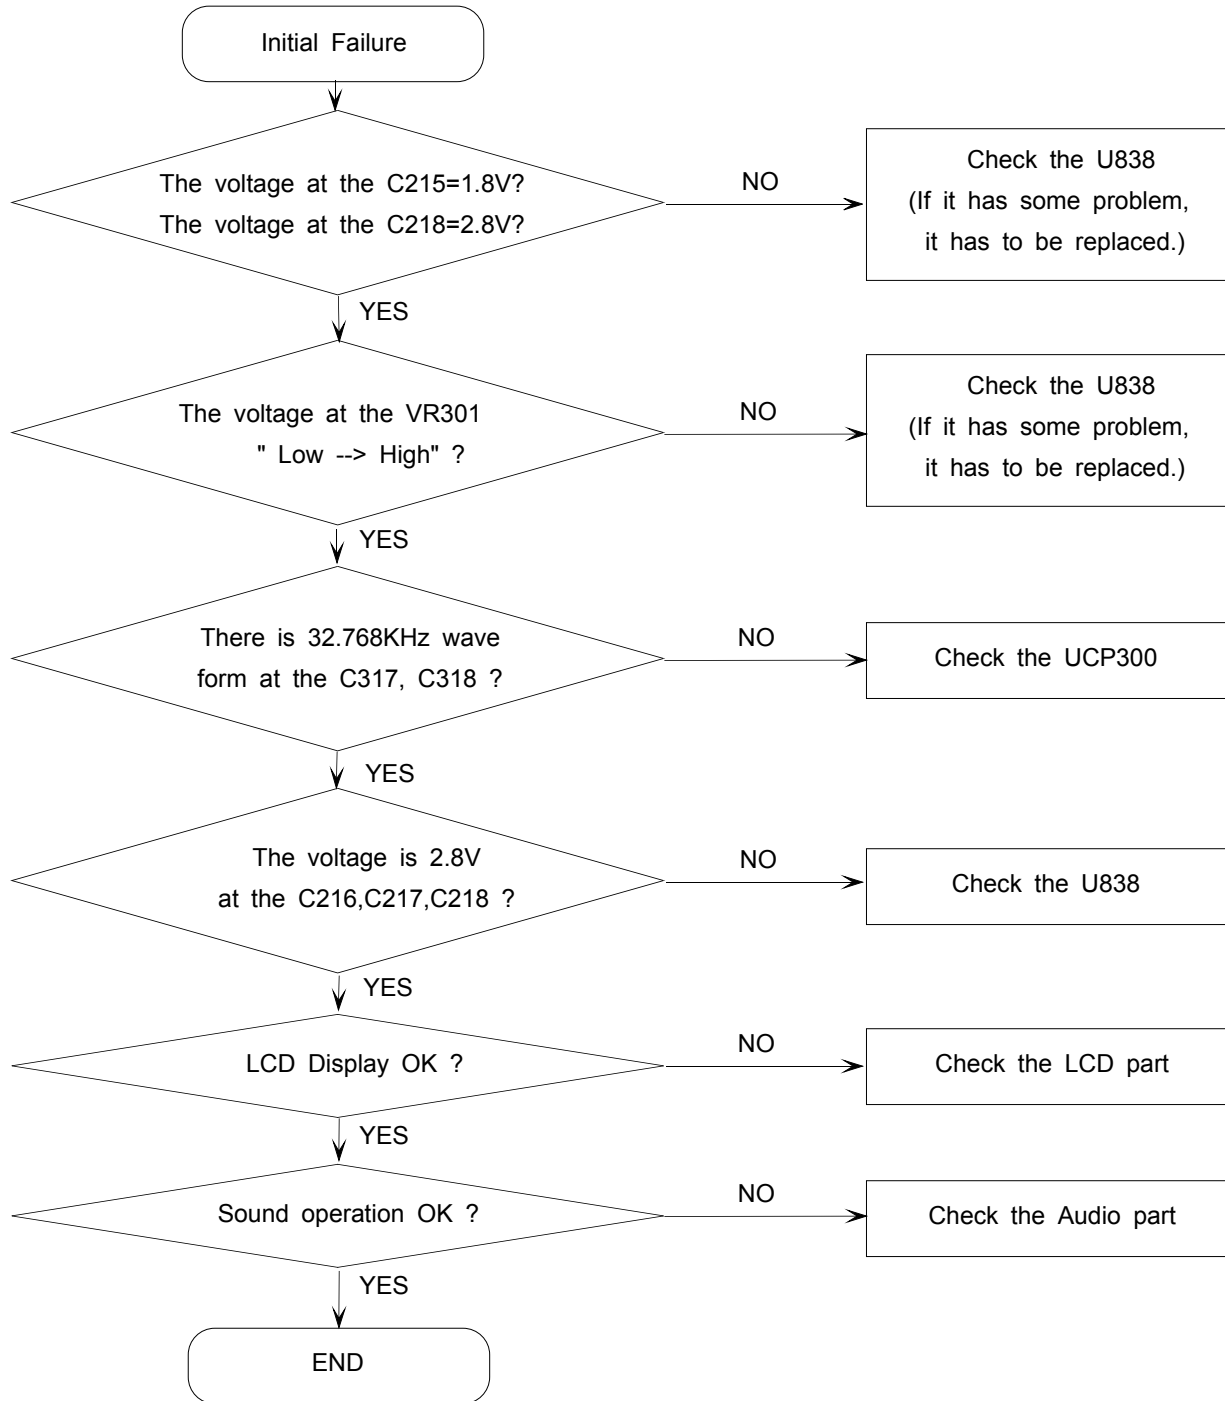 Initial Failure
The voltage at the C215=1.8V?
The voltage at the C218=2.8V?
NO
Check the U838
(If it has some problem,
it has to be replaced.)
YES
The voltage at the VR301
" Low --> High" ?
NO
Check the U838
(If it has some problem,
it has to be replaced.)
YES
There is 32.768KHz wave
form at the C317, C318 ?
NO
Check the UCP300
YES
The voltage is 2.8V
at the C216,C217,C218 ?
NO
Check the U838
YES
LCD Display OK ?
NO
Check the LCD part
YES
Sound operation OK ?
NO
Check the Audio part
YES
END